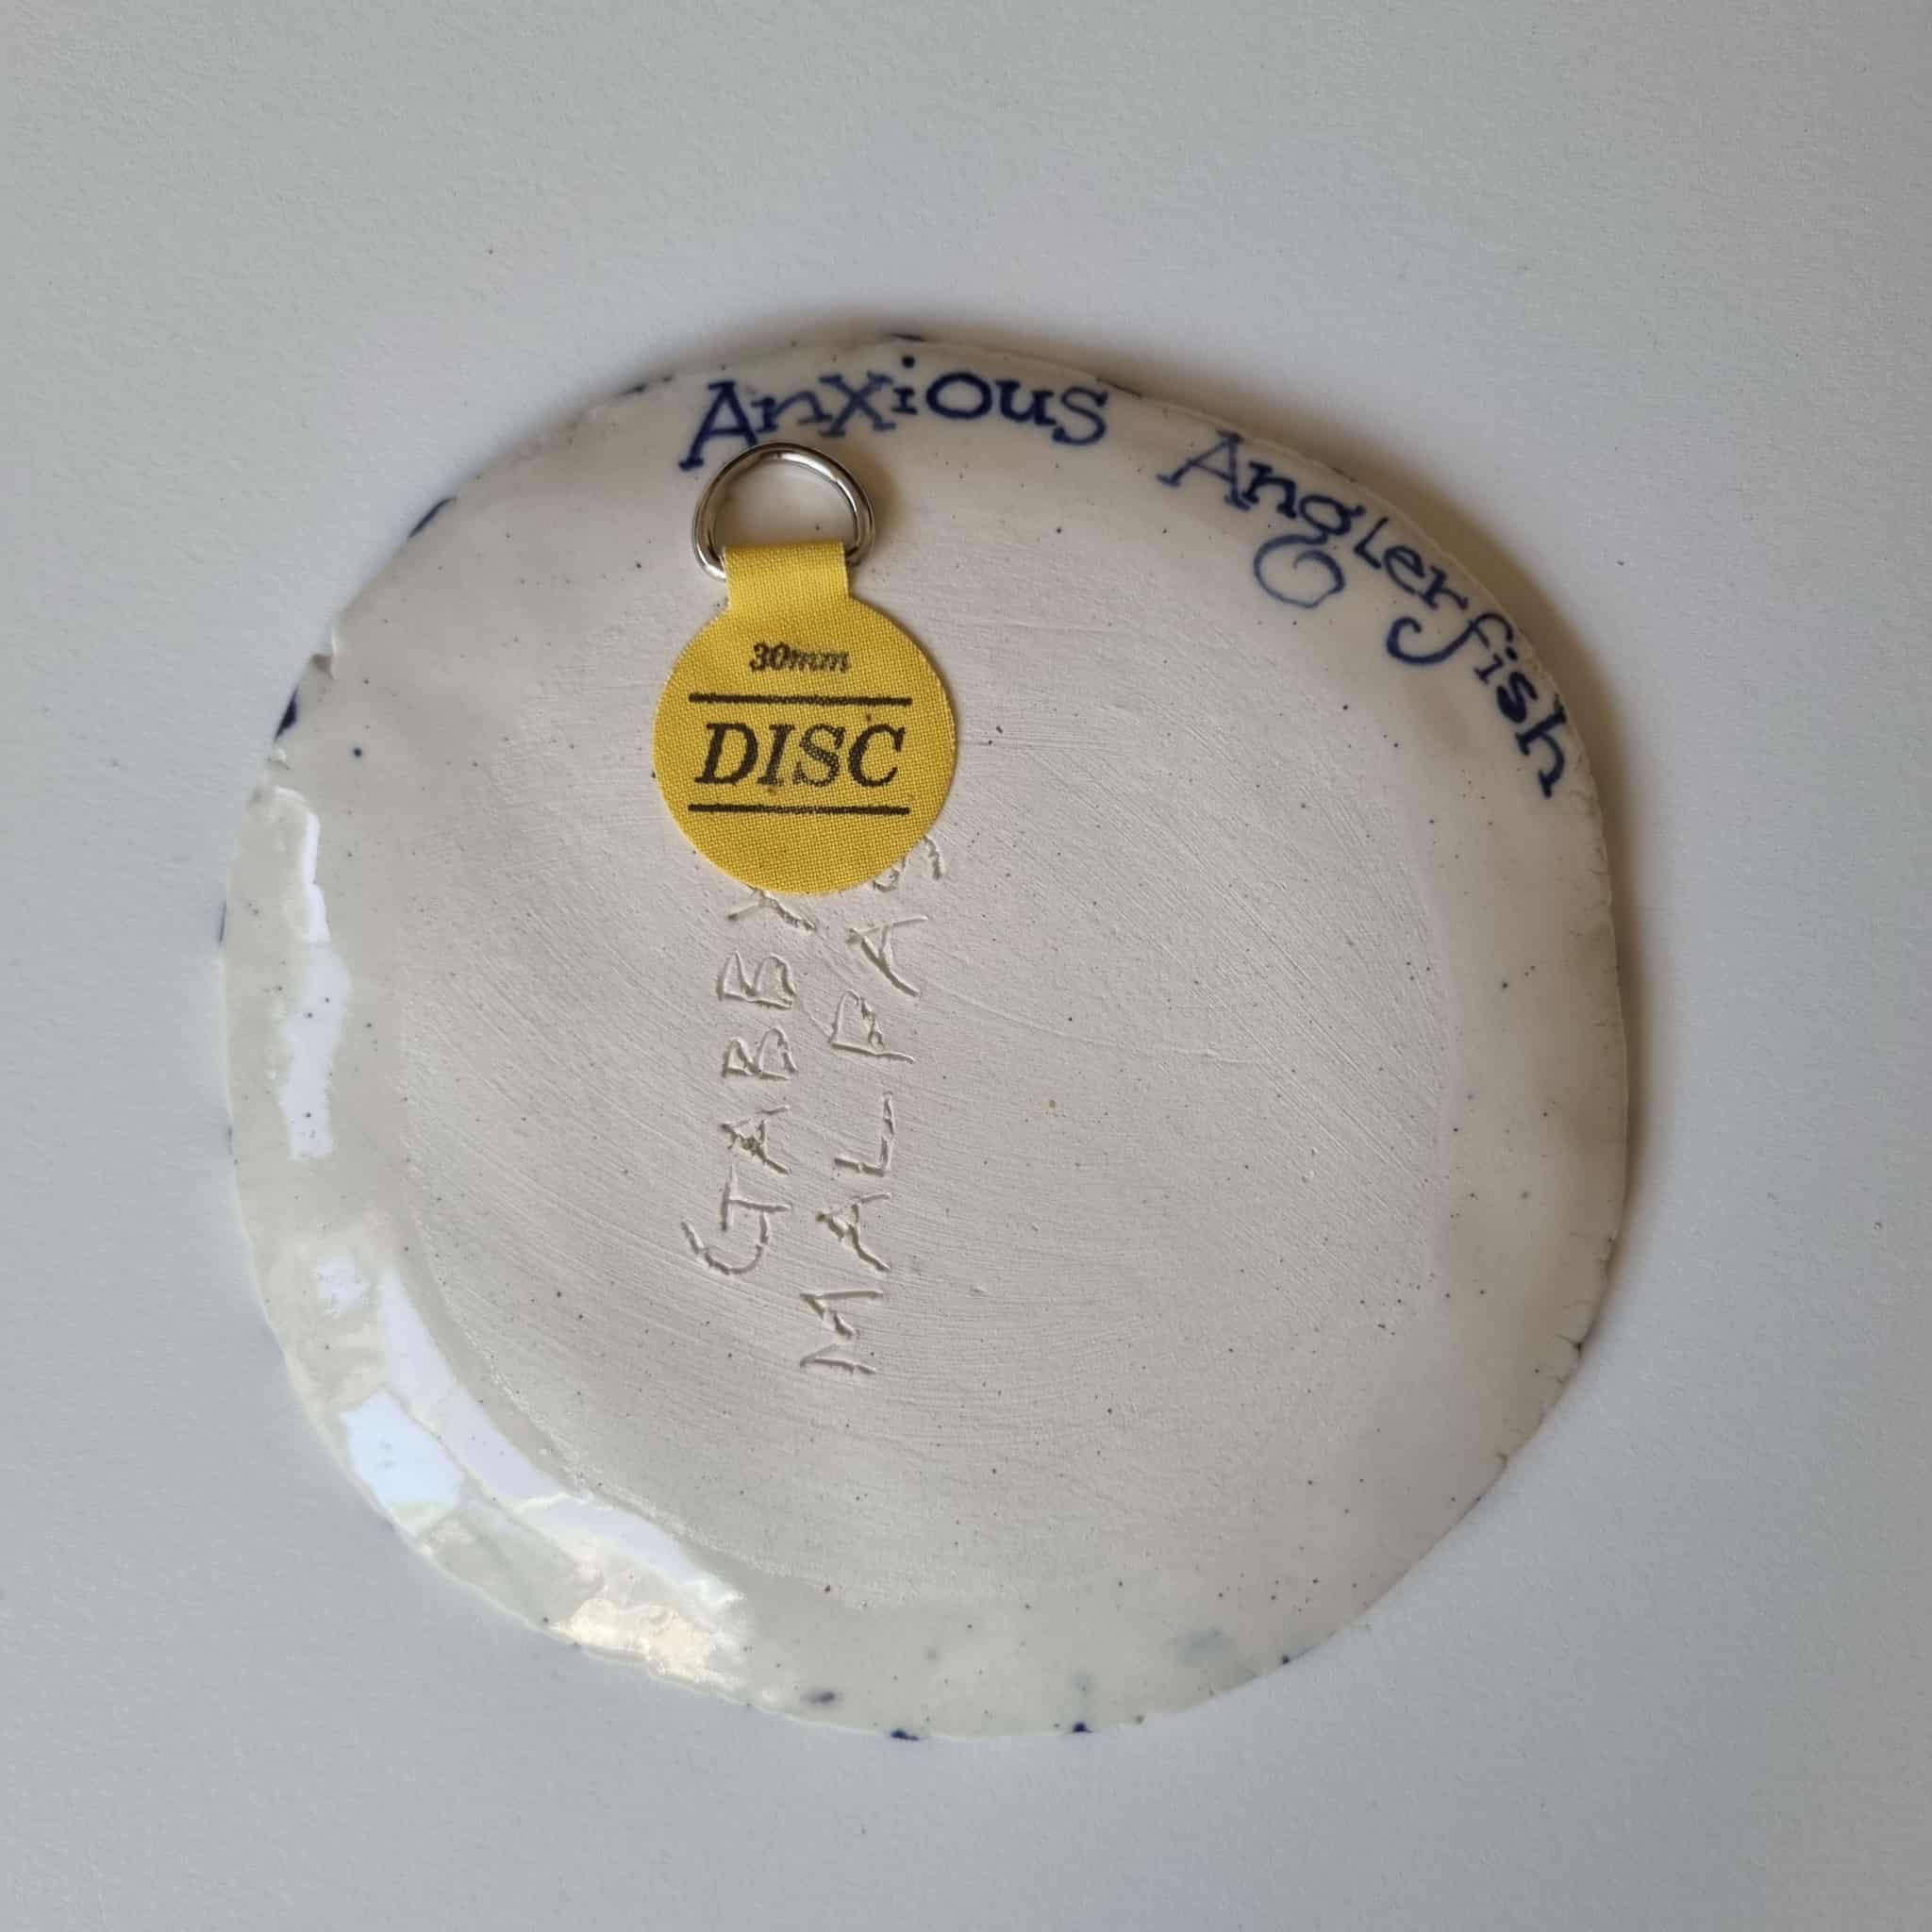 Anxious Anglerfish
30mm
DISC
GABBY
MALPAS